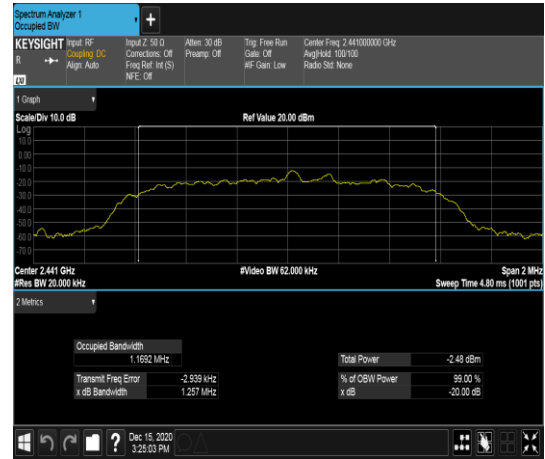 Spectrum Analyzer 1
Occupied BW
+
KEYSIGHT Input: RF Input Z: 50 Ω Atten: 30 dB Trig: Free Run Center Freq: 2.441000000 GHz
R Coupling: DC Corrections: Off Preamp: Off Gate: Off Avg|Hold: 100/100
Align: Auto Freq Ref: Int (S) #IF Gain: Low Radio Std: None
LXI NFE: Off
1 Graph
Scale/Div 10.0 dB Ref Value 20.00 dBm
Log
10.0
0.00
-10.0
-20.0
-30.0
-40.0
-50.0
-60.0
-70.0
Center 2.441 GHz #Video BW 62.000 kHz Span 2 MHz
#Res BW 20.000 kHz Sweep Time 4.80 ms (1001 pts)
2 Metrics
Occupied Bandwidth
1.1692 MHz
Total Power -2.48 dBm
Transmit Freq Error -2.939 kHz % of OBW Power 99.00 %
x dB Bandwidth 1.257 MHz x dB -20.00 dB
? Dec 15, 2020
3:25:03 PM